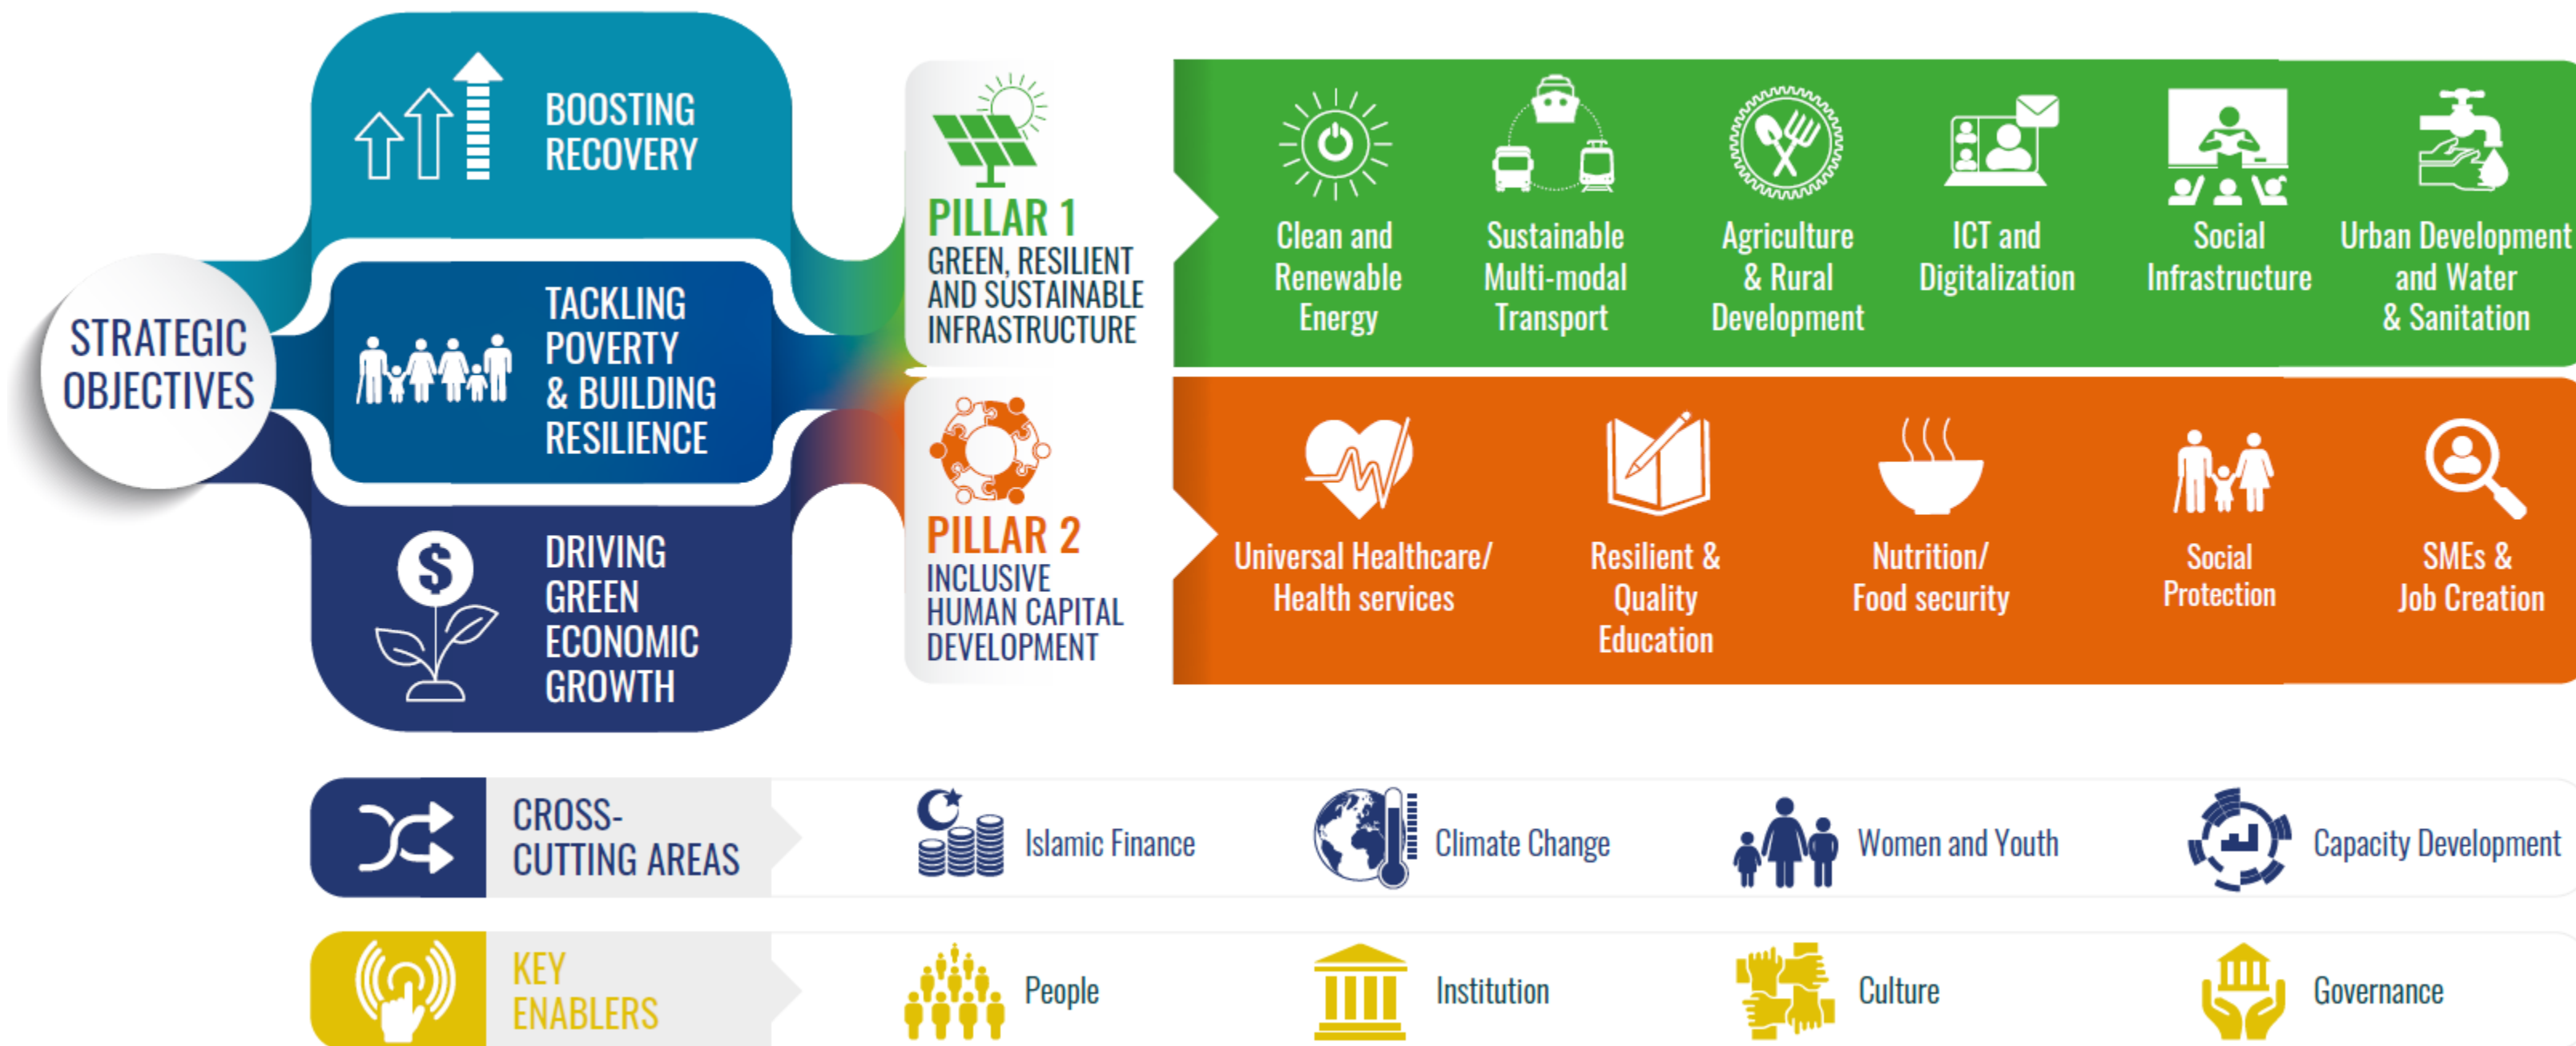 STRATEGIC
OBJECTIVES
BOOSTING
RECOVERY
TACKLING
POVERTY
& BUILDING
RESILIENCE
$
DRIVING
GREEN
ECONOMIC
GROWTH
PILLAR 1
GREEN, RESILIENT
AND SUSTAINABLE
INFRASTRUCTURE
Clean and
Renewable
Energy
Sustainable
Multi-modal
Transport
Agriculture
& Rural
Development
ICT and
Digitalization
Social
Infrastructure
Urban Development
and Water
& Sanitation
PILLAR 2
INCLUSIVE
HUMAN CAPITAL
DEVELOPMENT
Universal Healthcare/
Health services
Resilient &
Quality
Education
Nutrition/
Food security
Social
Protection
SMEs &
Job Creation
CROSS-
CUTTING AREAS
Islamic Finance
Climate Change
Women and Youth
Capacity Development
KEY
ENABLERS
People
Institution
Culture
Governance